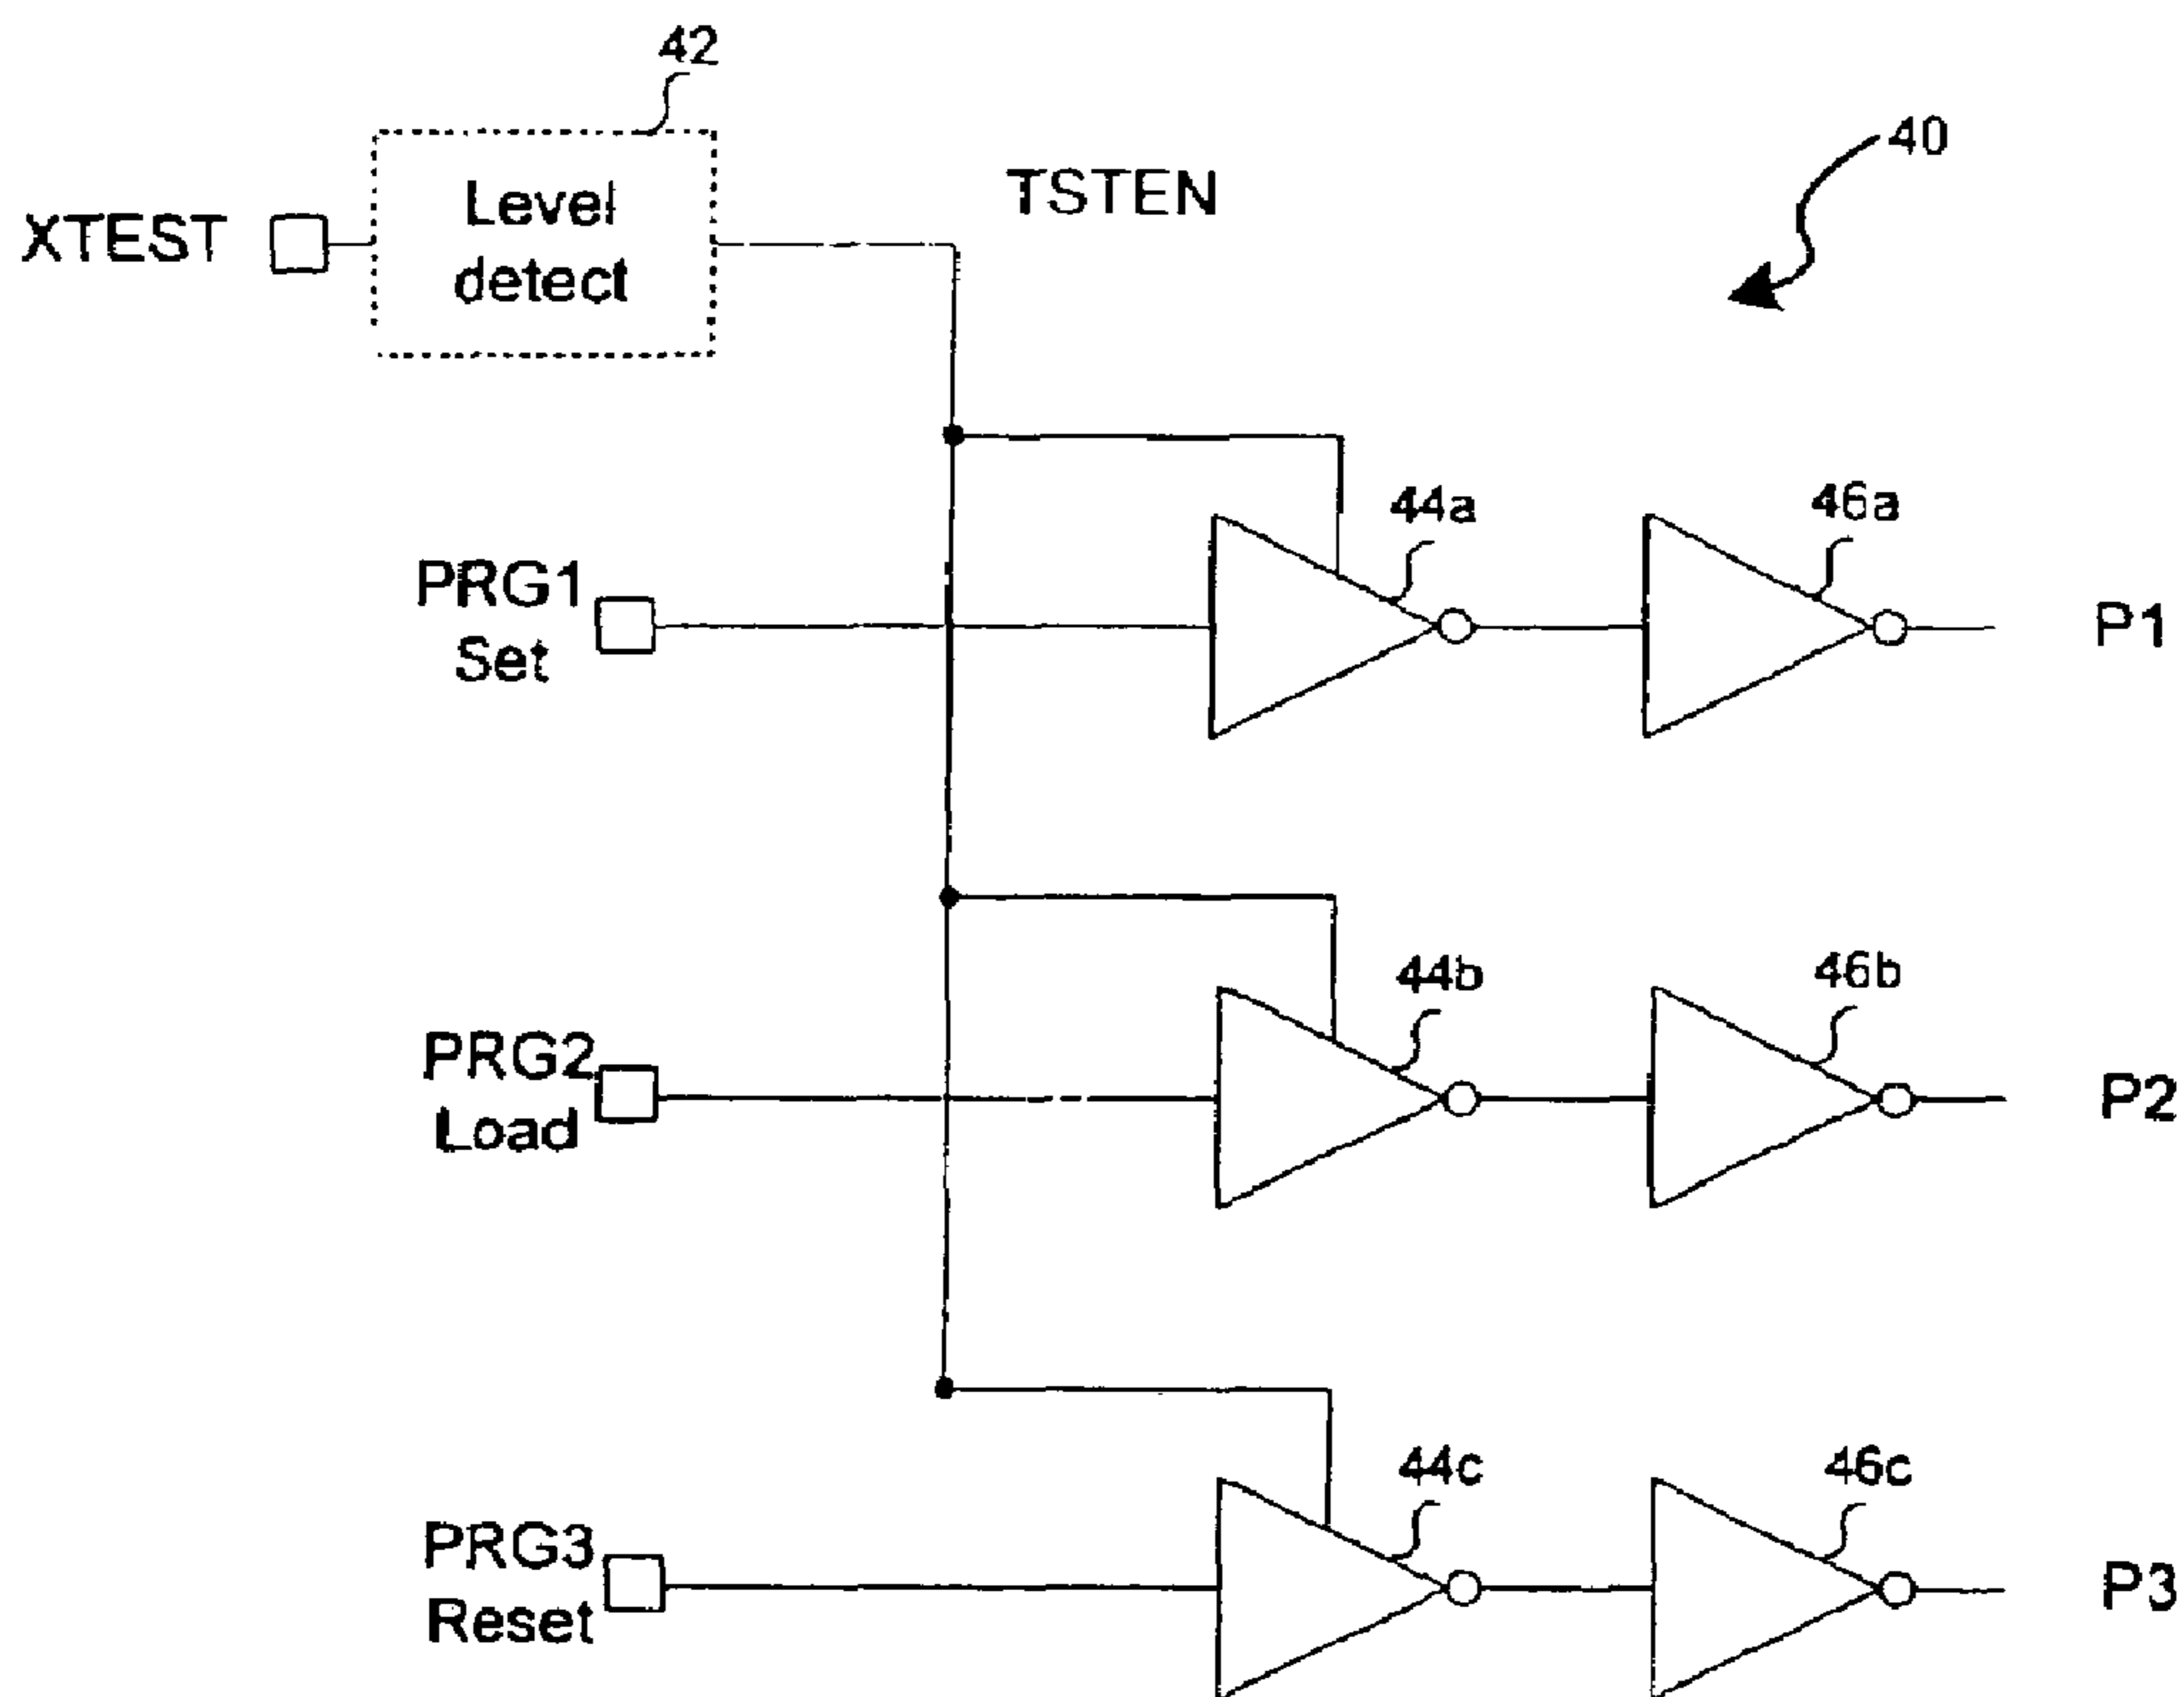 42
40
XTEST
Level
detect
TSTEN
44a
46a
PRG1
Set
P1
44b
46b
PRG2
Load
P2
44c
46c
PRG3
Reset
P3